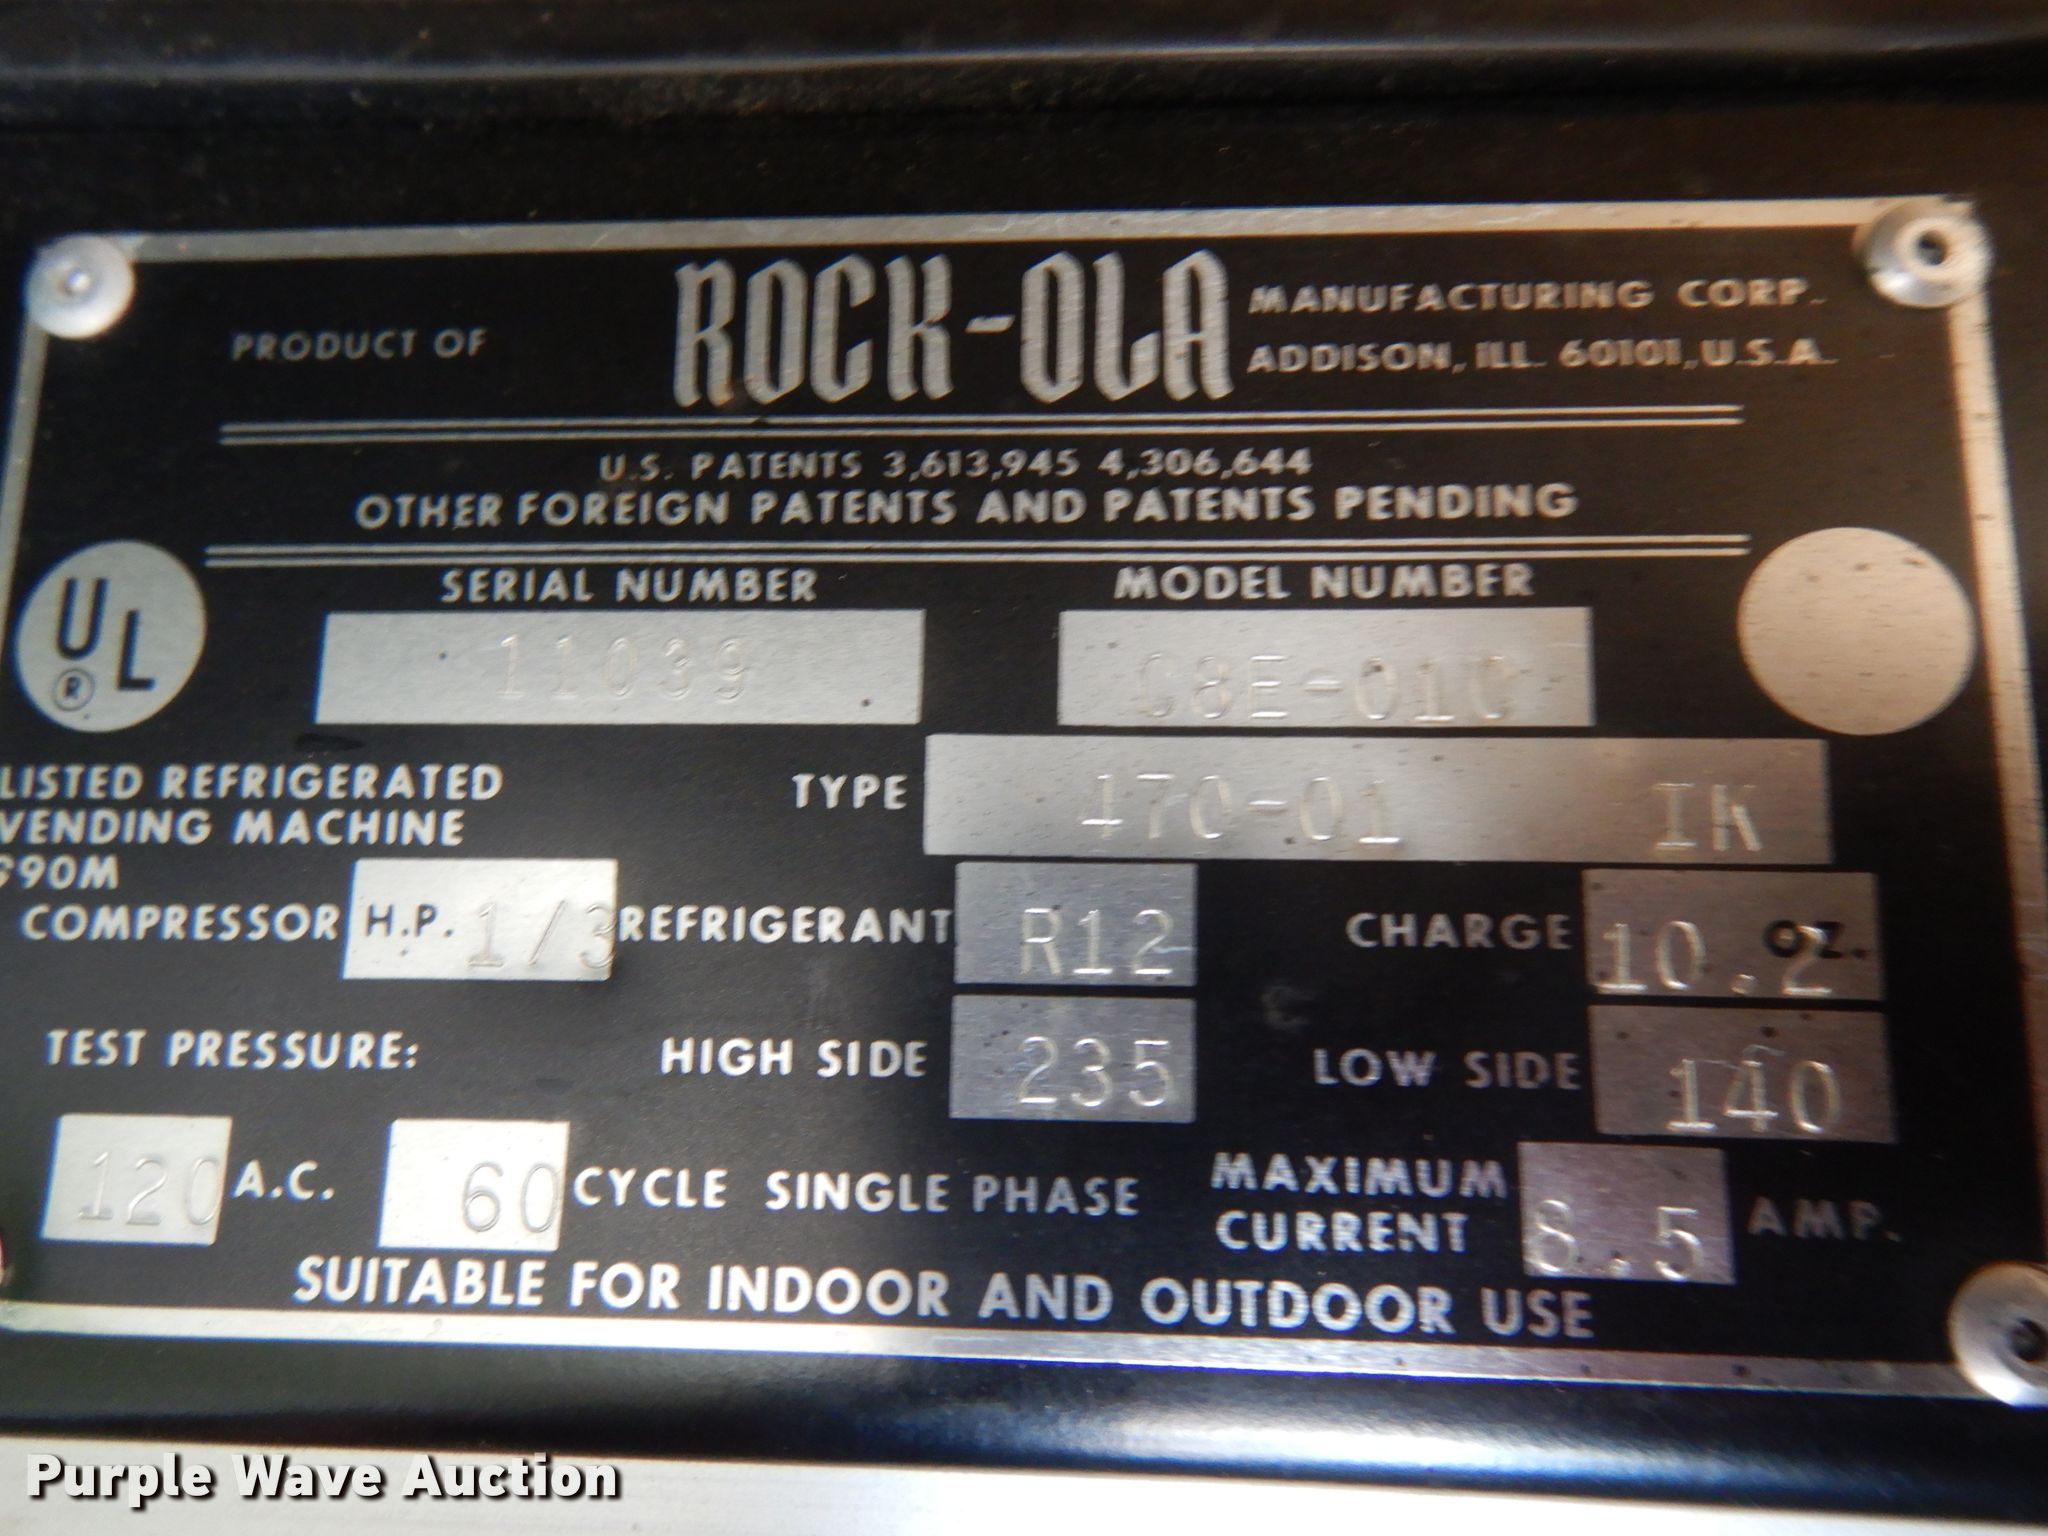 PRODUCT OF ROCK-OLA MANUFACTURING CORP.
ADDISON, ILL. 60101, U.S.A.
U.S. PATENTS 3,613,945 4,306,644
OTHER FOREIGN PATENTS AND PATENTS PENDING
SERIAL NUMBER MODEL NUMBER
UL® 11039 C8E-01C
LISTED REFRIGERATED
VENDING MACHINE
TYPE 470-01 IK
990M
COMPRESSOR H.P. 1/3 REFRIGERANT R12 CHARGE 10.2 OZ.
TEST PRESSURE: HIGH SIDE 235 LOW SIDE 140
120 A.C. 60 CYCLE SINGLE PHASE MAXIMUM CURRENT 8.5 AMP.
SUITABLE FOR INDOOR AND OUTDOOR USE
Purple Wave Auction